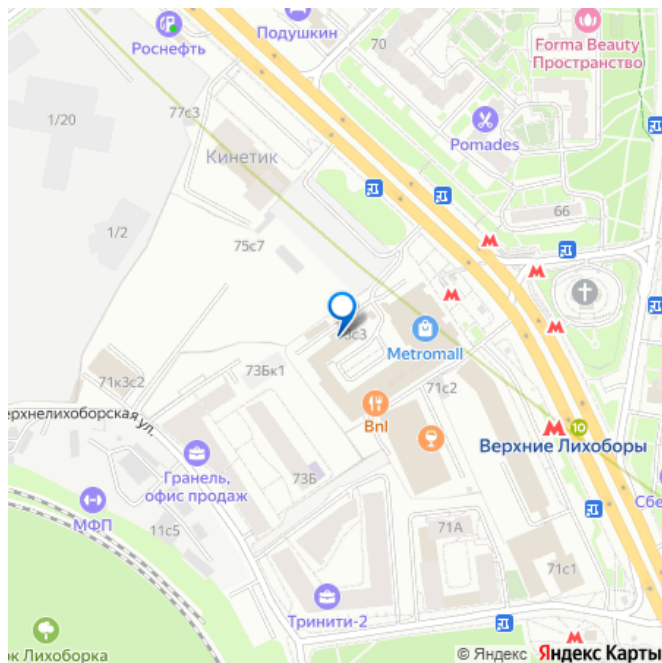 Роснефть
Подушкин
70
Forma Beauty
Пространство
1/20
77с3
Pomades
Кинетик
66
1/2
75с7
Metromall
73Бк1
71к3с2
71с2
Bnl
ул.
10
Верхние Лихоборы
Гранель,
офис продаж
73Б
МФП
11с5
71А
71с1
Тринити-2
Лихоборка
© Яндекс Яндекс Карты